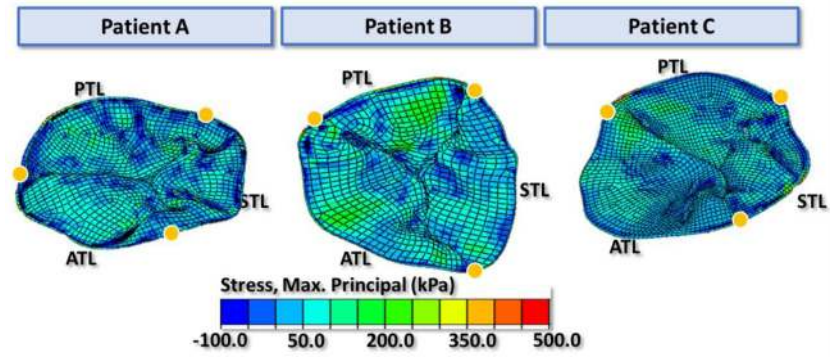 Patient A
Patient B
Patient C
PTL
STL
ATL
PTL
STL
ATL
PTL
STL
ATL
Stress, Max. Principal (kPa)
-100.0 50.0 200.0 350.0 500.0